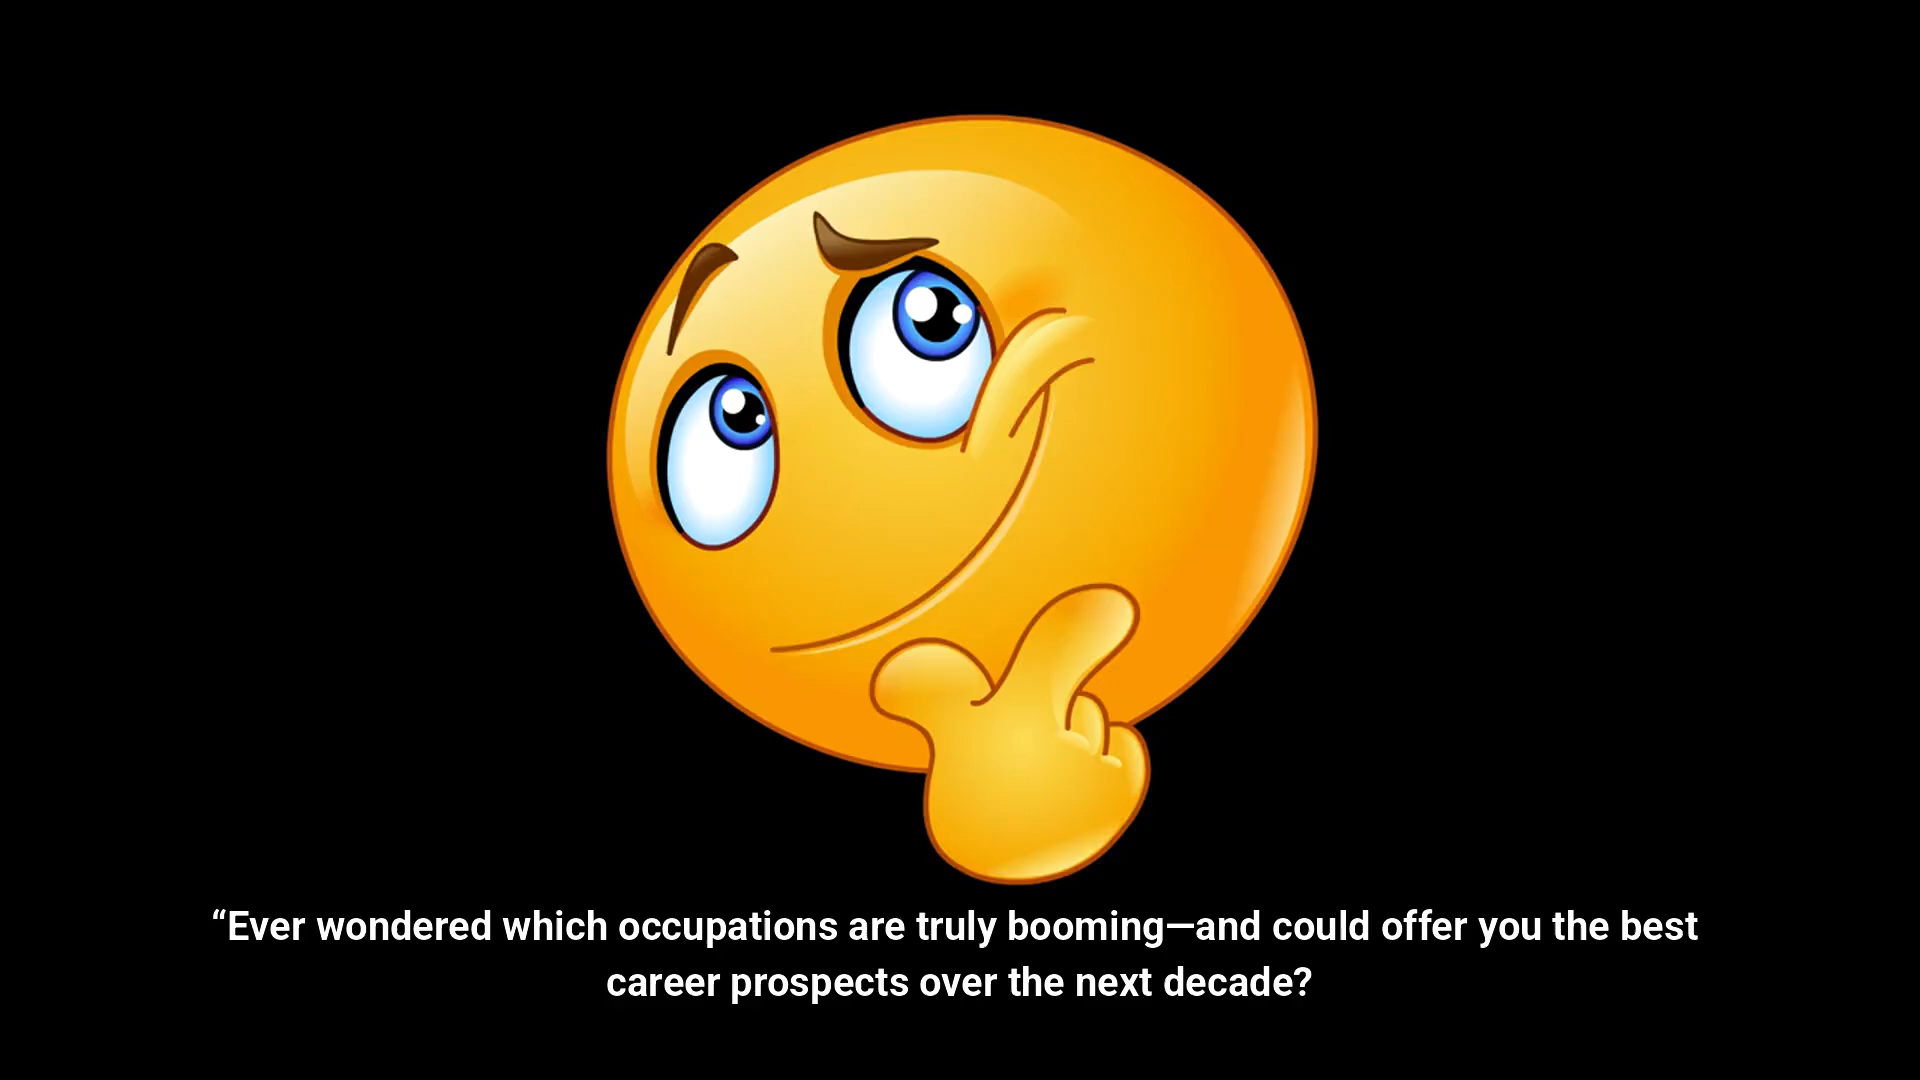 “Ever wondered which occupations are truly booming—and could offer you the best
career prospects over the next decade?